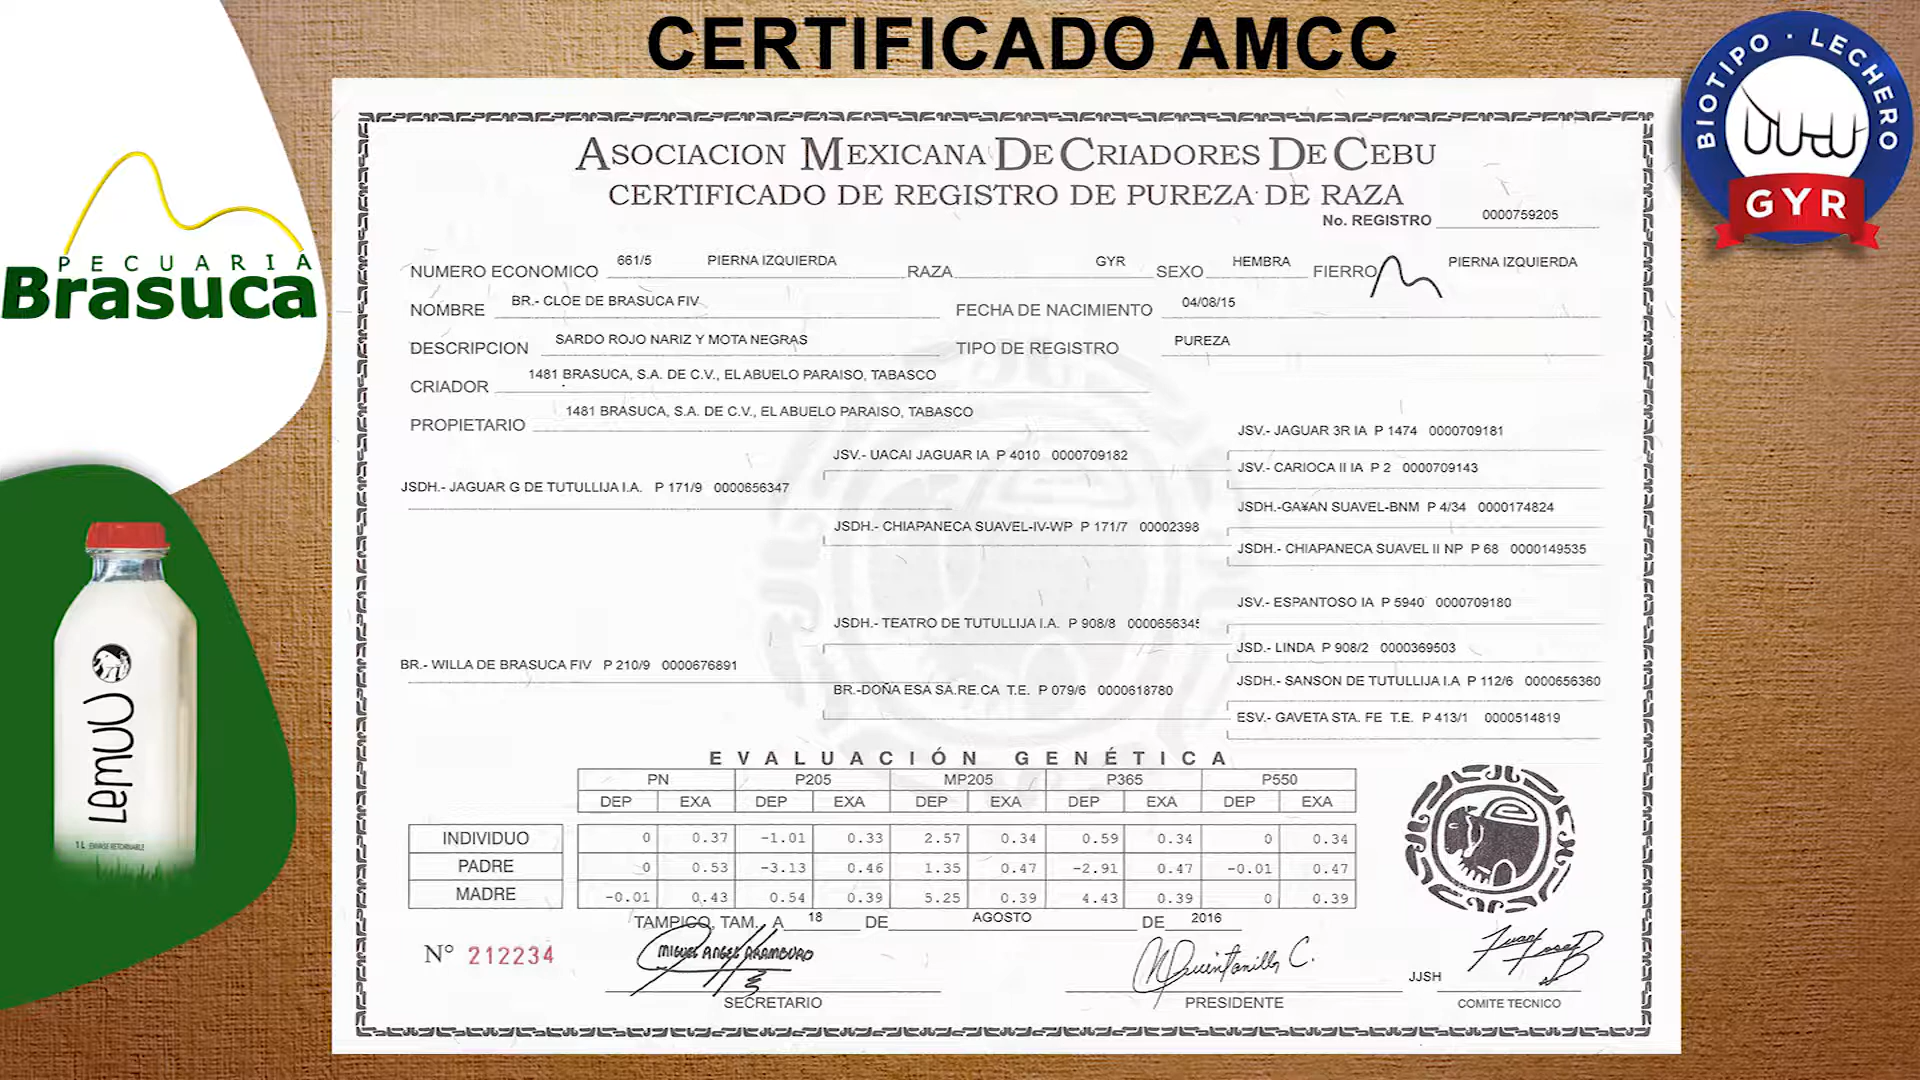 CERTIFICADO AMCC
BIOTIPO · LECHERO
GYR
PECUARIA
Brasuca
Lemuu
1 L ENVASE RETORNABLE
ASOCIACION MEXICANA DE CRIADORES DE CEBU
CERTIFICADO DE REGISTRO DE PUREZA DE RAZA
No. REGISTRO 0000759205
NUMERO ECONOMICO 661/5 PIERNA IZQUIERDA RAZA GYR SEXO HEMBRA FIERRO PIERNA IZQUIERDA
NOMBRE BR.- CLOE DE BRASUCA FIV FECHA DE NACIMIENTO 04/08/15
DESCRIPCION SARDO ROJO NARIZ Y MOTA NEGRAS TIPO DE REGISTRO PUREZA
CRIADOR 1481 BRASUCA, S.A. DE C.V., EL ABUELO PARAISO, TABASCO
PROPIETARIO 1481 BRASUCA, S.A. DE C.V., EL ABUELO PARAISO, TABASCO
JSV.- JAGUAR 3R IA P 1474 0000709181
JSV.- UACAI JAGUAR IA P 4010 0000709182
JSV.- CARIOCA II IA P 2 0000709143
JSDH.- JAGUAR G DE TUTULLIJA I.A. P 171/9 0000656347
JSDH.-GA¥AN SUAVEL-BNM P 4/34 0000174824
JSDH.- CHIAPANECA SUAVEL-IV-WP P 171/7 00002398
JSDH.- CHIAPANECA SUAVEL II NP P 68 0000149535
JSV.- ESPANTOSO IA P 5940 0000709180
JSDH.- TEATRO DE TUTULLIJA I.A. P 908/8 0000656345
JSD.- LINDA P 908/2 0000369503
BR.- WILLA DE BRASUCA FIV P 210/9 0000676891
JSDH.- SANSON DE TUTULLIJA I.A P 112/6 0000656360
BR.-DOÑA ESA SA.RE.CA T.E. P 079/6 0000618780
ESV.- GAVETA STA. FE T.E. P 413/1 0000514819
EVALUACIÓN GENÉTICA
PN P205 MP205 P365 P550
DEP EXA DEP EXA DEP EXA DEP EXA DEP EXA
INDIVIDUO 0 0.37 -1.01 0.33 2.57 0.34 0.59 0.34 0 0.34
PADRE 0 0.53 -3.13 0.46 1.35 0.47 -2.91 0.47 -0.01 0.47
MADRE -0.01 0.43 0.54 0.39 5.25 0.39 4.43 0.39 0 0.39
TAMPICO, TAM., A 18 DE AGOSTO DE 2016
N° 212234
MIGUEL ANGEL ARAMBURO
SECRETARIO
Quintanilla C.
PRESIDENTE
JJSH
COMITE TECNICO